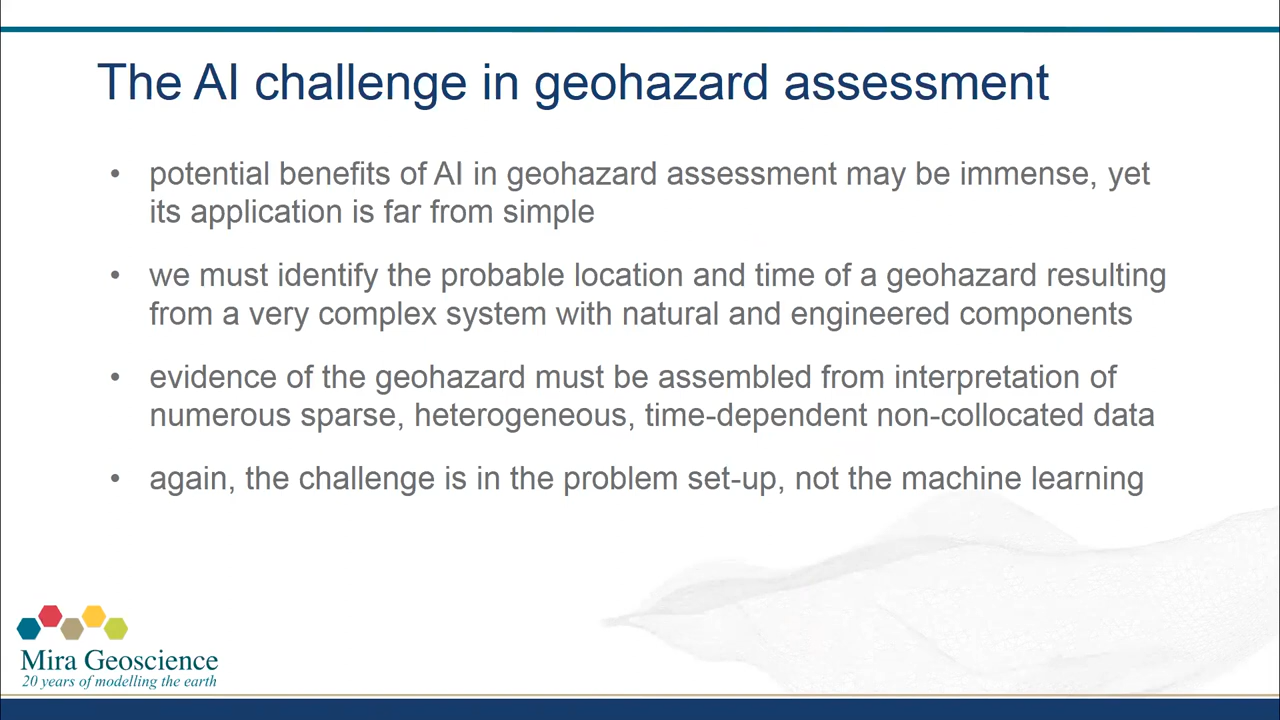 The AI challenge in geohazard assessment
• potential benefits of AI in geohazard assessment may be immense, yet
its application is far from simple
• we must identify the probable location and time of a geohazard resulting
from a very complex system with natural and engineered components
• evidence of the geohazard must be assembled from interpretation of
numerous sparse, heterogeneous, time-dependent non-collocated data
• again, the challenge is in the problem set-up, not the machine learning
Mira Geoscience
20 years of modelling the earth